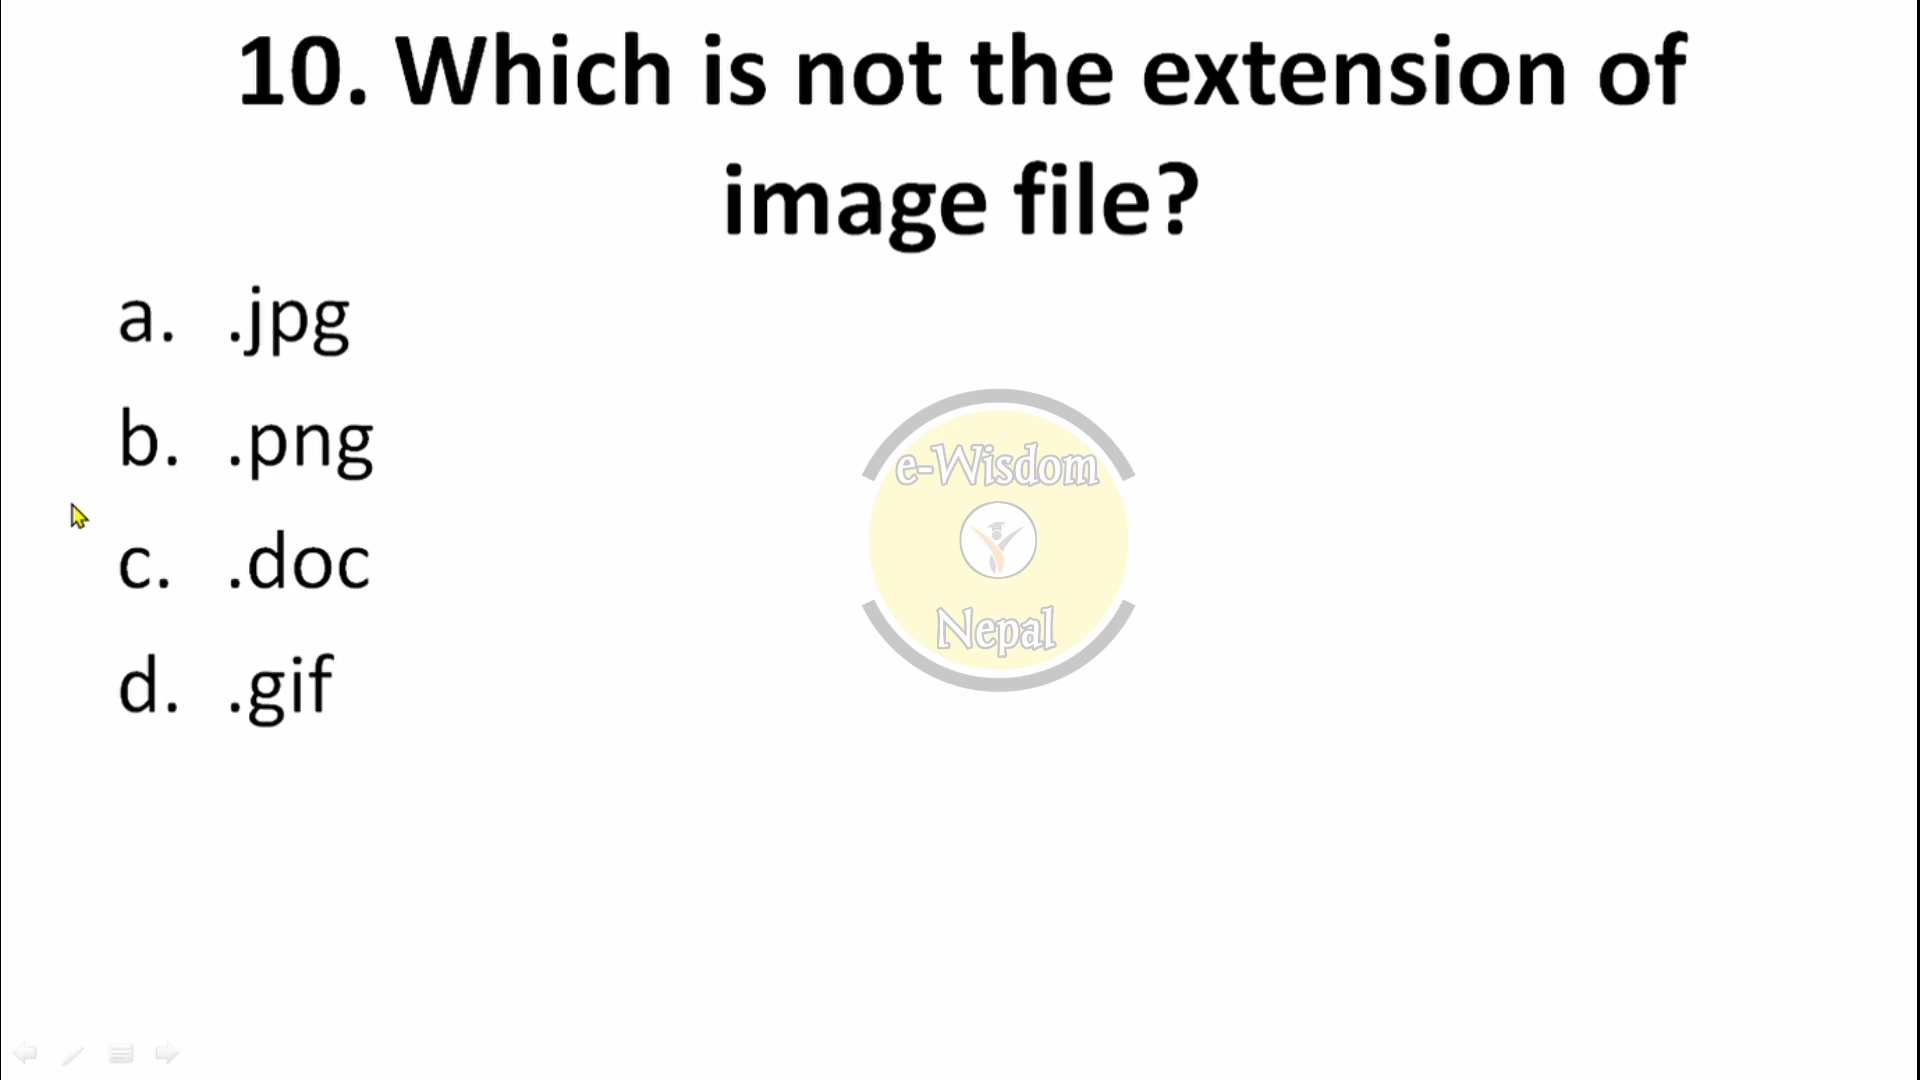 10. Which is not the extension of
image file?
a. .jpg
b. .png
c. .doc
d. .gif
e-Wisdom
Nepal